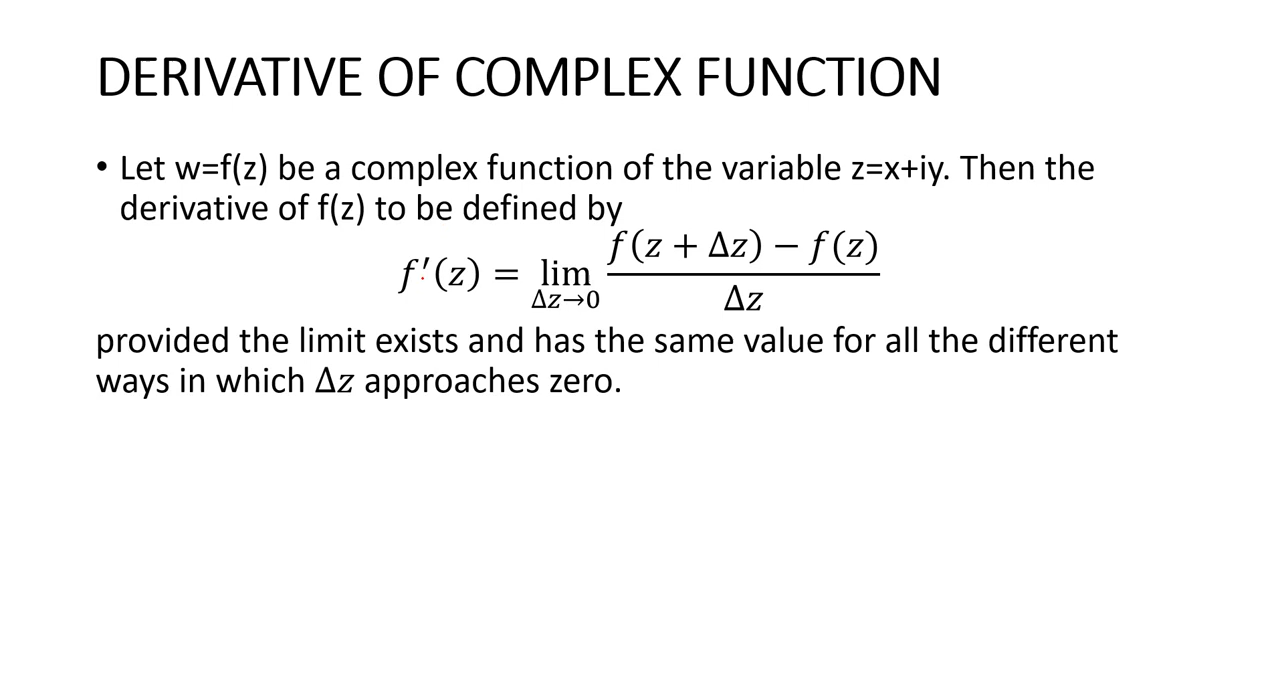 DERIVATIVE OF COMPLEX FUNCTION
• Let w=f(z) be a complex function of the variable z=x+iy. Then the
derivative of f(z) to be defined by
f′(z) = lim Δz→0 f(z + Δz) − f(z) / Δz
provided the limit exists and has the same value for all the different
ways in which Δz approaches zero.